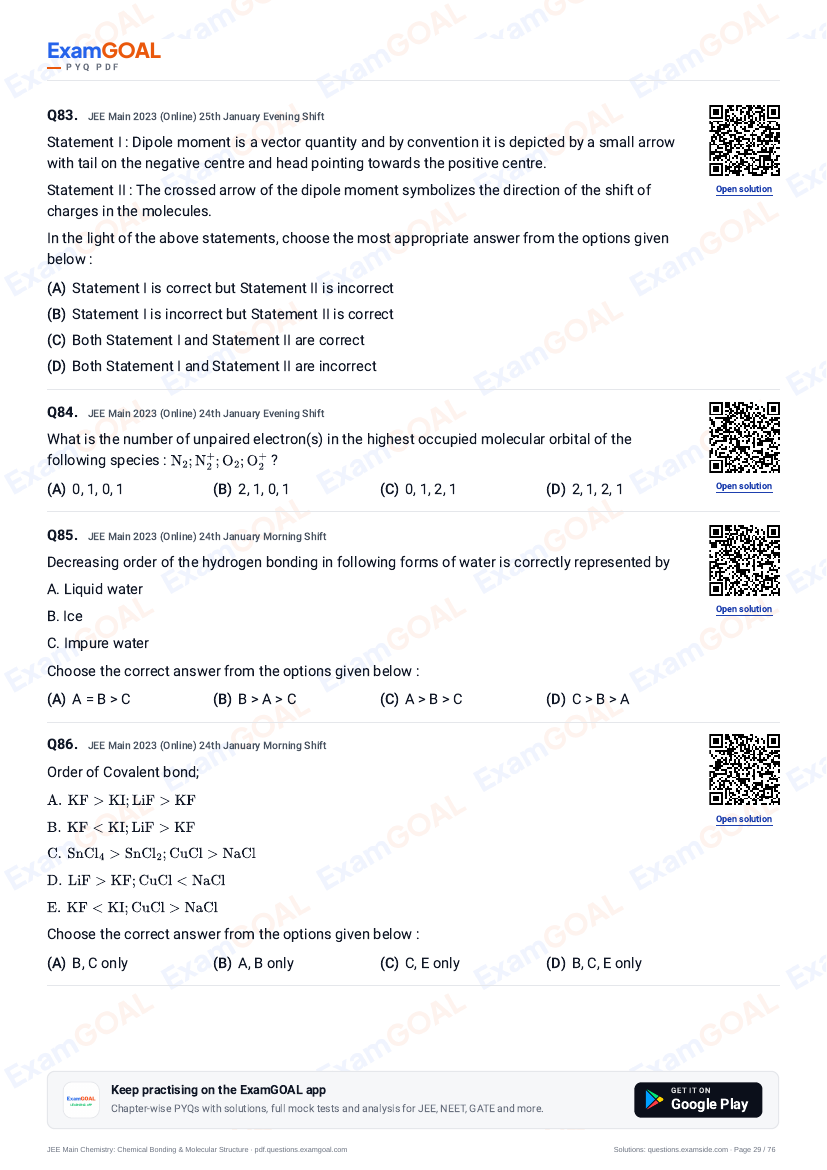 ExamGOAL
PYQ PDF
Q83. JEE Main 2023 (Online) 25th January Evening Shift
Statement I : Dipole moment is a vector quantity and by convention it is depicted by a small arrow
with tail on the negative centre and head pointing towards the positive centre.
Statement II : The crossed arrow of the dipole moment symbolizes the direction of the shift of
charges in the molecules.
In the light of the above statements, choose the most appropriate answer from the options given
below :
(A) Statement I is correct but Statement II is incorrect
(B) Statement I is incorrect but Statement II is correct
(C) Both Statement I and Statement II are correct
(D) Both Statement I and Statement II are incorrect
Open solution
Q84. JEE Main 2023 (Online) 24th January Evening Shift
What is the number of unpaired electron(s) in the highest occupied molecular orbital of the
following species : N₂; N₂⁺; O₂; O₂⁺ ?
(A) 0, 1, 0, 1 (B) 2, 1, 0, 1 (C) 0, 1, 2, 1 (D) 2, 1, 2, 1
Open solution
Q85. JEE Main 2023 (Online) 24th January Morning Shift
Decreasing order of the hydrogen bonding in following forms of water is correctly represented by
A. Liquid water
B. Ice
C. Impure water
Choose the correct answer from the options given below :
(A) A = B > C (B) B > A > C (C) A > B > C (D) C > B > A
Open solution
Q86. JEE Main 2023 (Online) 24th January Morning Shift
Order of Covalent bond;
A. KF > KI; LiF > KF
B. KF < KI; LiF > KF
C. SnCl₄ > SnCl₂; CuCl > NaCl
D. LiF > KF; CuCl < NaCl
E. KF < KI; CuCl > NaCl
Choose the correct answer from the options given below :
(A) B, C only (B) A, B only (C) C, E only (D) B, C, E only
Open solution
ExamGOAL
Keep practising on the ExamGOAL app
Chapter-wise PYQs with solutions, full mock tests and analysis for JEE, NEET, GATE and more.
GET IT ON
Google Play
JEE Main Chemistry: Chemical Bonding & Molecular Structure · pdf.questions.examgoal.com
Solutions: questions.examside.com · Page 29 / 76